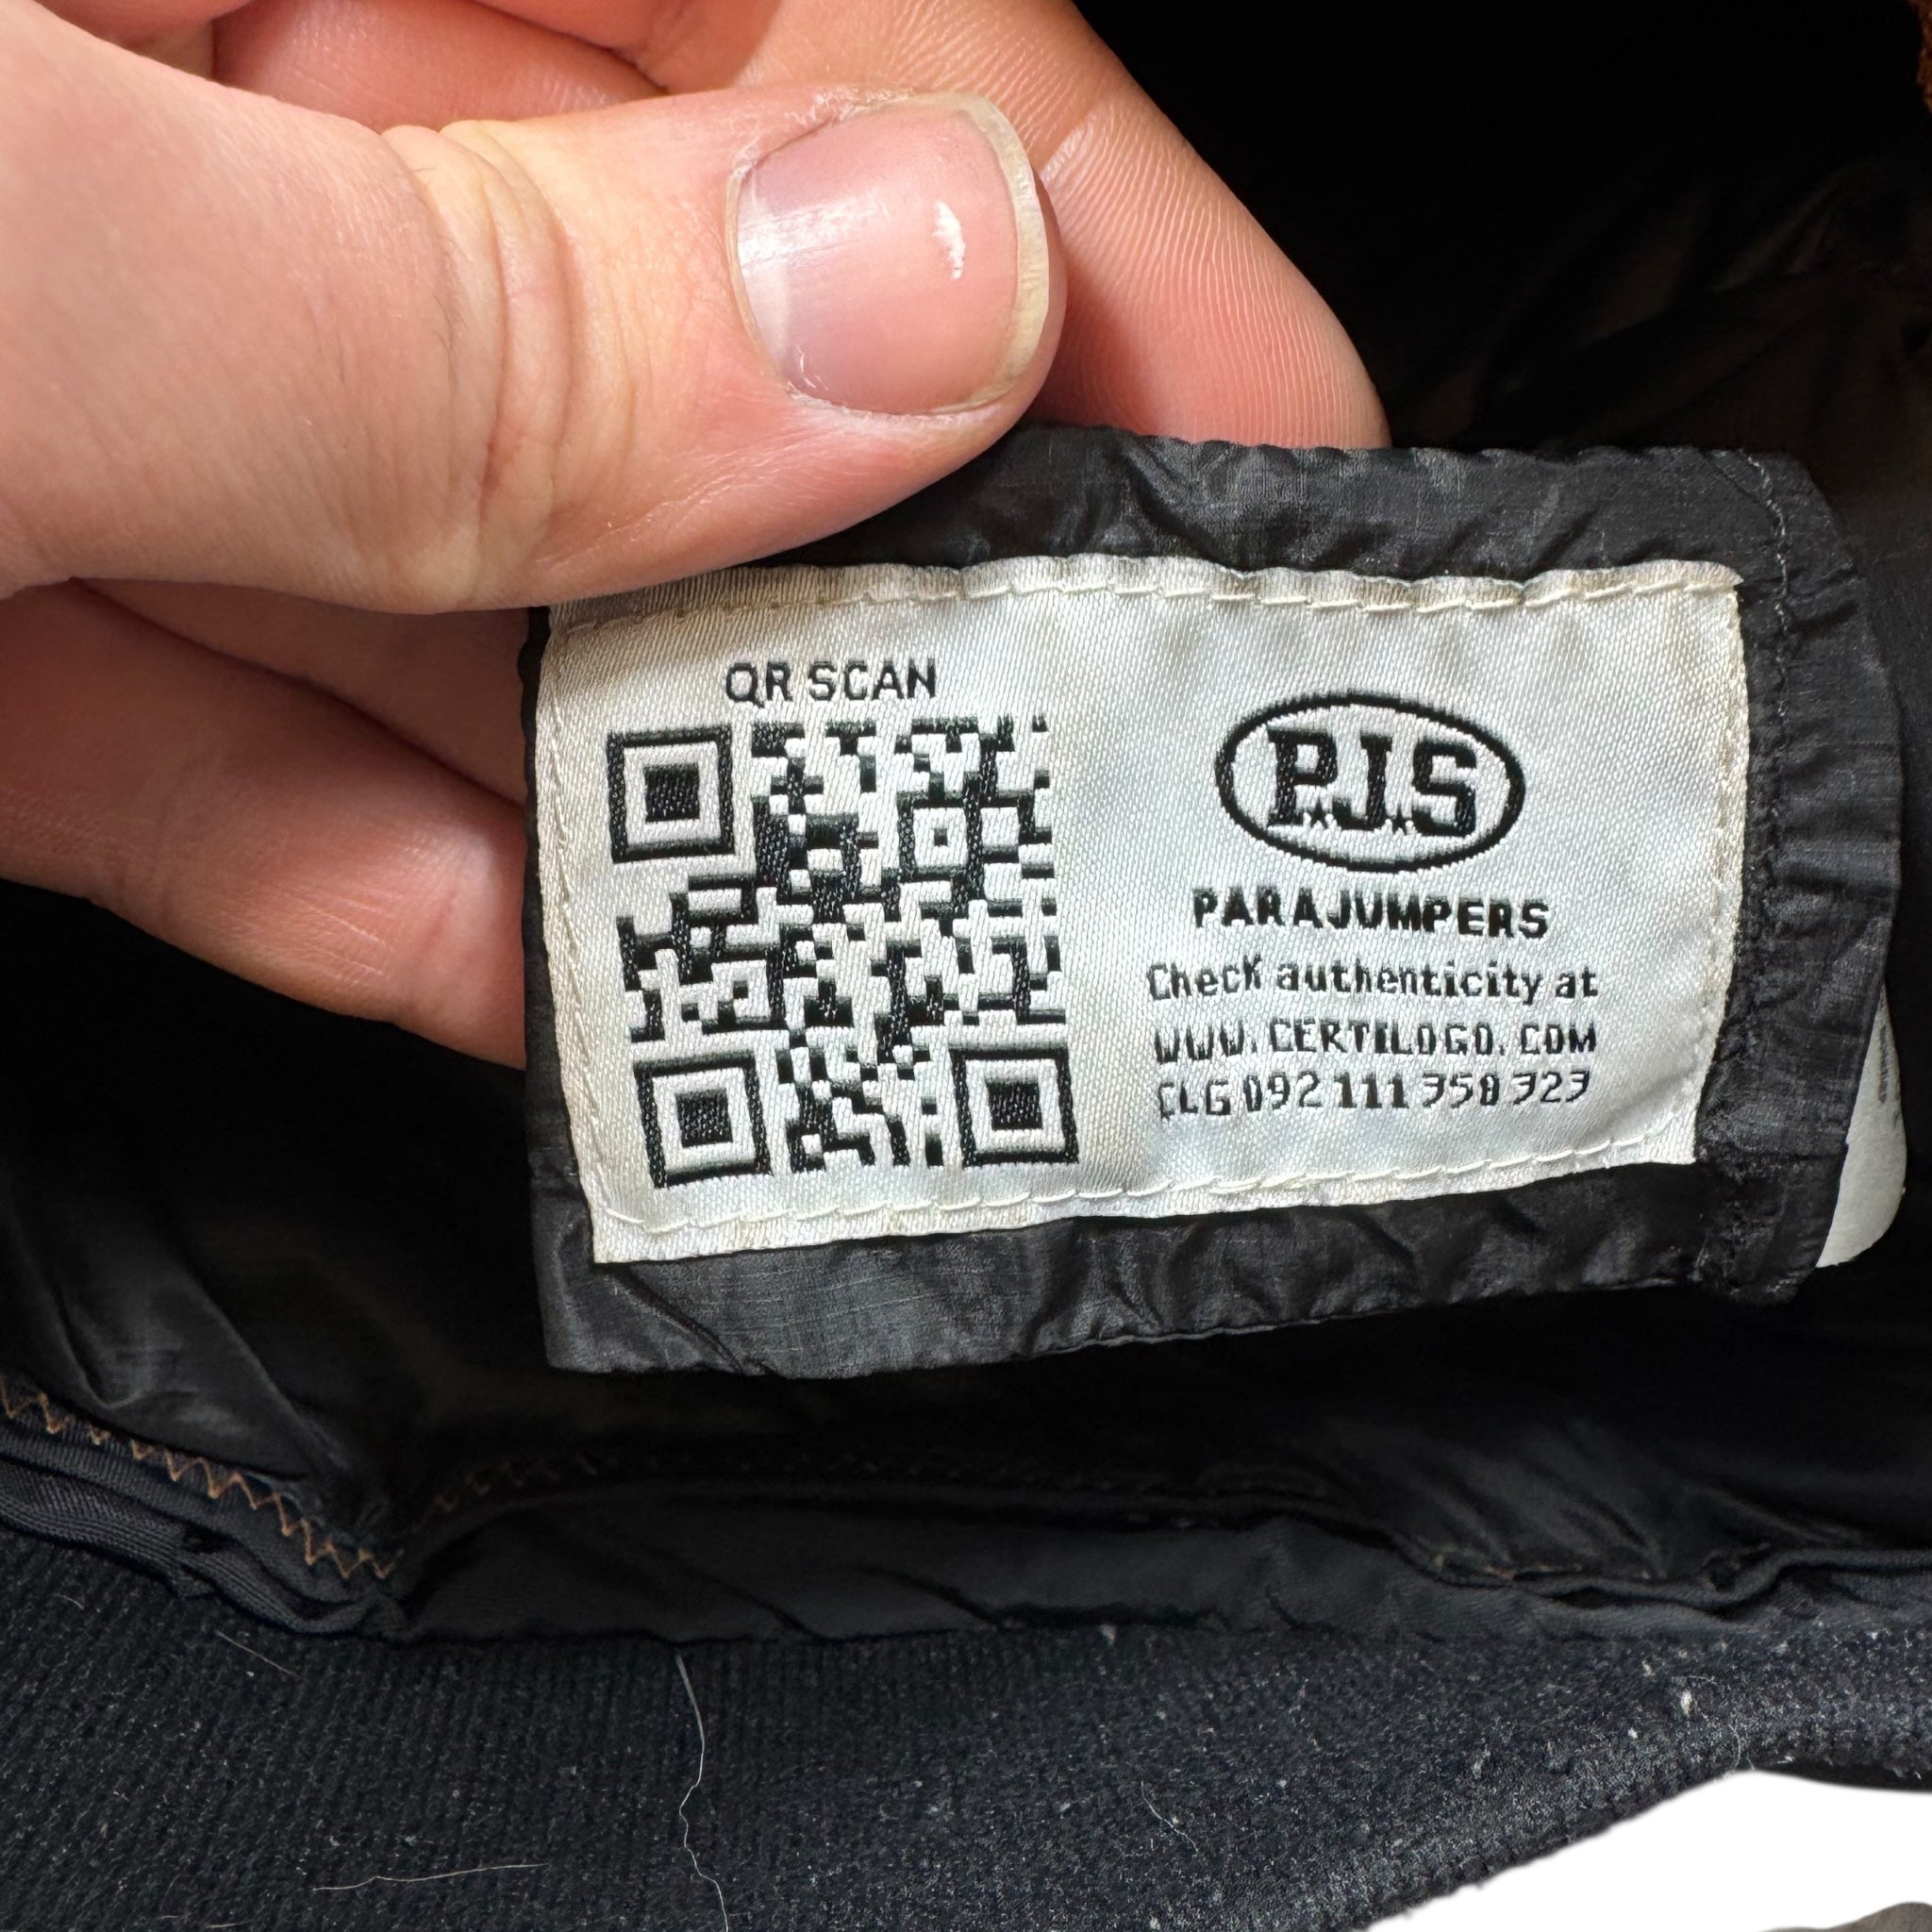 QR SCAN
P.J.S
PARAJUMPERS
Check authenticity at
WWW.CERTILOGO.COM
CLG 092 111 358 323